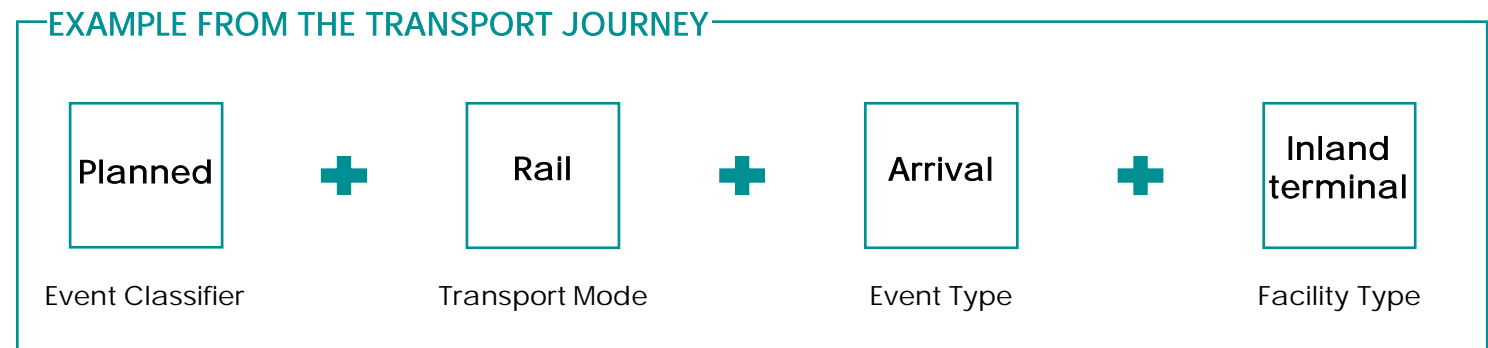 EXAMPLE FROM THE TRANSPORT JOURNEY
Planned
Rail
Arrival
Inland
terminal
Event Classifier
Transport Mode
Event Type
Facility Type